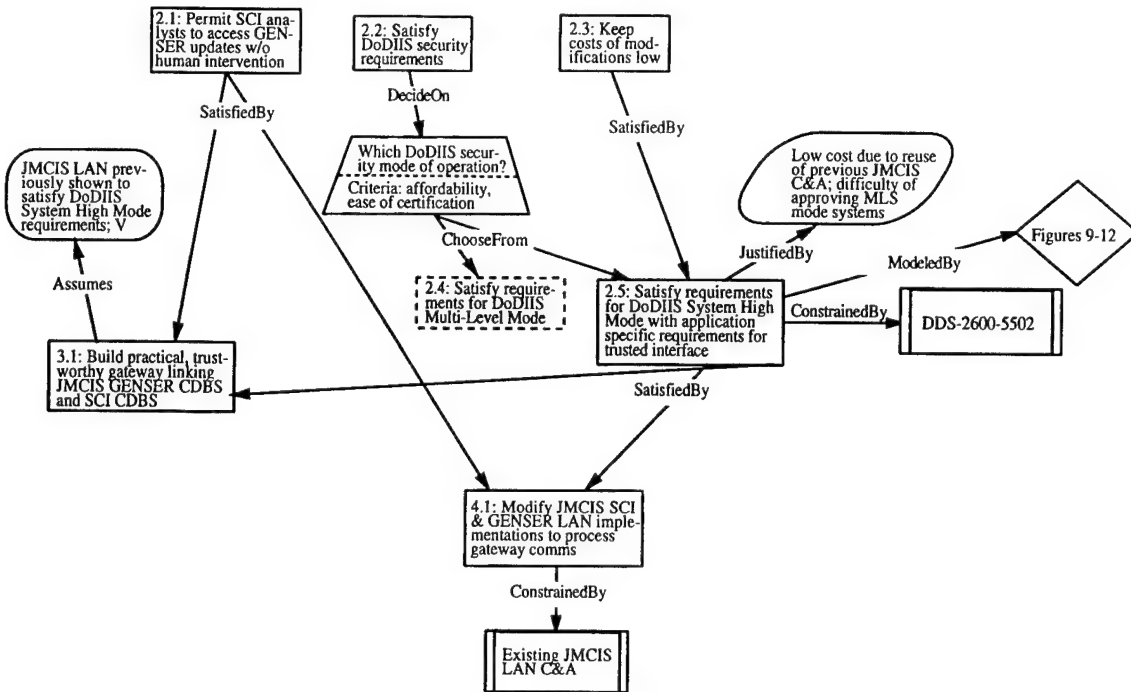 2.1: Permit SCI ana-
lysts to access GEN-
SER updates w/o
human intervention
2.2: Satisfy
DoDIIS security
requirements
2.3: Keep
costs of mod-
ifications low
DecideOn
SatisfiedBy
SatisfiedBy
Which DoDIIS secur-
ity mode of operation?
Criteria: affordability,
ease of certification
JMCIS LAN prev-
iously shown to
satisfy DoDIIS
System High Mode
requirements; V
Low cost due to reuse
of previous JMCIS
C&A; difficulty of
approving MLS
mode systems
Figures 9-12
ChooseFrom
JustifiedBy
ModeledBy
Assumes
2.4: Satisfy require-
ments for DoDIIS
Multi-Level Mode
2.5: Satisfy requirements
for DoDIIS System High
Mode with application
specific requirements for
trusted interface
ConstrainedBy
DDS-2600-5502
3.1: Build practical, trust-
worthy gateway linking
JMCIS GENSER CDBS
and SCI CDBS
SatisfiedBy
4.1: Modify JMCIS SCI
& GENSER LAN imple-
mentations to process
gateway comms
ConstrainedBy
Existing JMCIS
LAN C&A